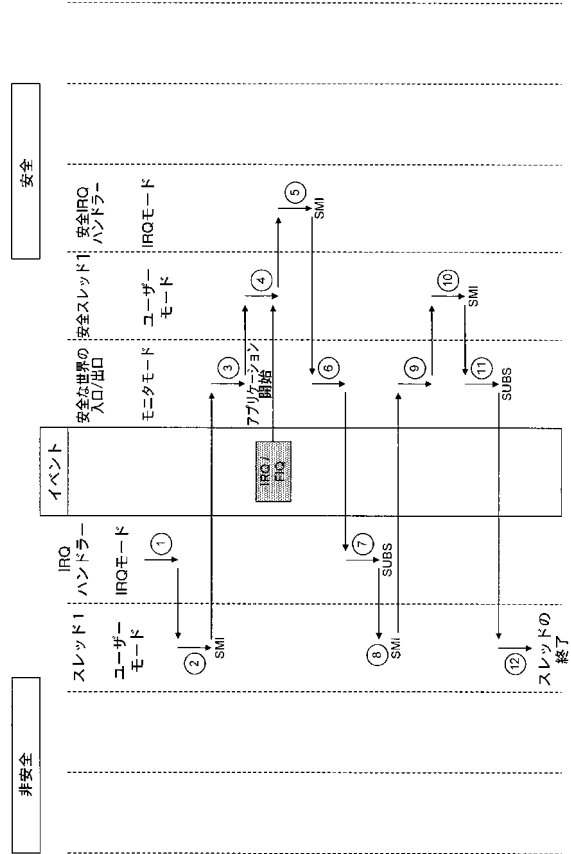 非安全
安全
イベント
スレッド1
ユーザー
モード
IRQ
ハンドラー
IRQモード
安全な世界の
入口/出口
モニタモード
安全スレッド1
ユーザー
モード
安全IRQ
ハンドラー
IRQモード
1
2
SMI
3
アプリケーション
開始
IRQ /
FIQ
4
5
SMI
6
7
SUBS
8
SMi
9
10
SMI
11
SUBS
12
スレッドの
終了